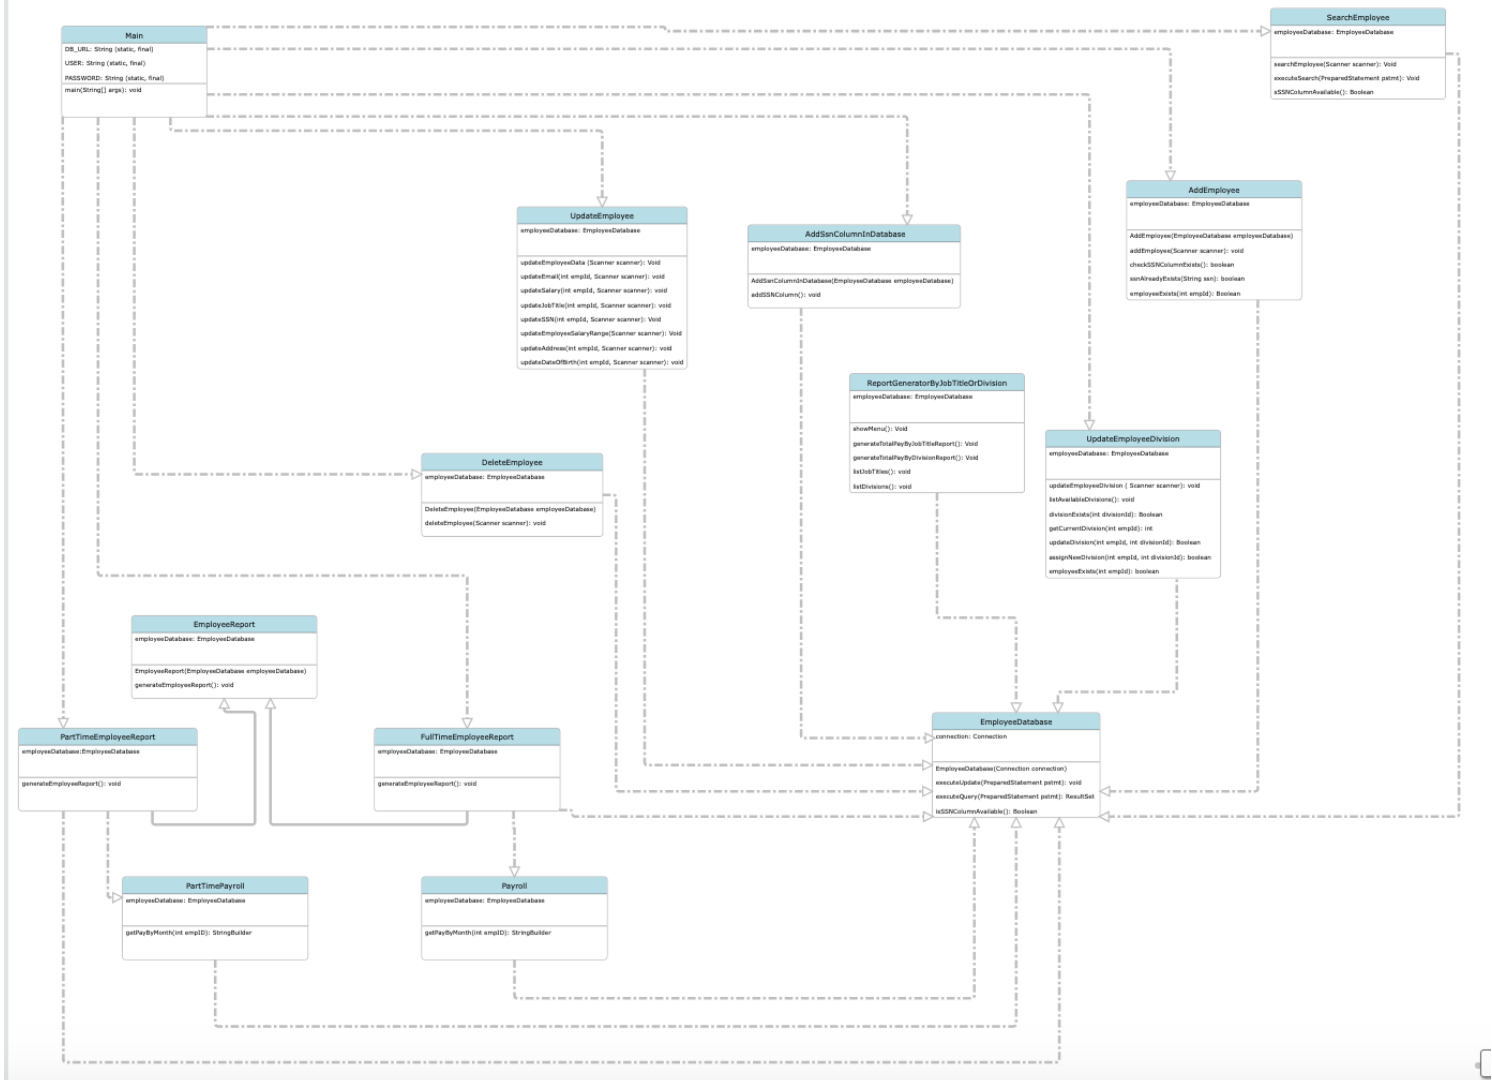 Main
DB_URL: String (static, final)
USER: String (static, final)
PASSWORD: String (static, final)
main(String[] args): void
SearchEmployee
employeeDatabase: EmployeeDatabase
searchEmployee(Scanner scanner): Void
executeSearch(PreparedStatement pstmt): Void
sSSNColumnAvailable(): Boolean
AddEmployee
employeeDatabase: EmployeeDatabase
AddEmployee(EmployeeDatabase employeeDatabase)
addEmployee(Scanner scanner): void
checkSSNColumnExists(): boolean
ssnAlreadyExists(String ssn): boolean
employeeExists(int empId): Boolean
UpdateEmployee
employeeDatabase: EmployeeDatabase
updateEmployeeData (Scanner scanner): Void
updateEmail(int empId, Scanner scanner): void
updateSalary(int empId, Scanner scanner): void
updateJobTitle(int empId, Scanner scanner): void
updateSSN(int empId, Scanner scanner): Void
updateEmployeeSalaryRange(Scanner scanner): Void
updateAddress(int empId, Scanner scanner): void
updateDateOfBirth(int empId, Scanner scanner): void
AddSsnColumnInDatabase
employeeDatabase: EmployeeDatabase
AddSsnColumnInDatabase(EmployeeDatabase employeeDatabase)
addSSNColumn(): void
ReportGeneratorByJobTitleOrDivision
employeeDatabase: EmployeeDatabase
showMenu(): Void
generateTotalPayByJobTitleReport(): Void
generateTotalPayByDivisionReport(): Void
listJobTitles(): void
listDivisions(): void
UpdateEmployeeDivision
employeeDatabase: EmployeeDatabase
updateEmployeeDivision ( Scanner scanner): void
listAvailableDivisions(): void
divisionExists(int divisionId): Boolean
getCurrentDivision(int empId): int
updateDivision(int empId, int divisionId): Boolean
assignNewDivision(int empId, int divisionId): boolean
employeeExists(int empId): boolean
DeleteEmployee
employeeDatabase: EmployeeDatabase
DeleteEmployee(EmployeeDatabase employeeDatabase)
deleteEmployee(Scanner scanner): void
EmployeeReport
employeeDatabase: EmployeeDatabase
EmployeeReport(EmployeeDatabase employeeDatabase)
generateEmployeeReport(): void
PartTimeEmployeeReport
employeeDatabase:EmployeeDatabase
generateEmployeeReport(): void
FullTimeEmployeeReport
employeeDatabase: EmployeeDatabase
generateEmployeeReport(): void
EmployeeDatabase
connection: Connection
EmployeeDatabase(Connection connection)
executeUpdate(PreparedStatement pstmt): void
executeQuery(PreparedStatement pstmt): ResultSet
isSSNColumnAvailable(): Boolean
PartTimePayroll
employeeDatabase: EmployeeDatabase
getPayByMonth(int empID): StringBuilder
Payroll
employeeDatabase: EmployeeDatabase
getPayByMonth(int empID): StringBuilder